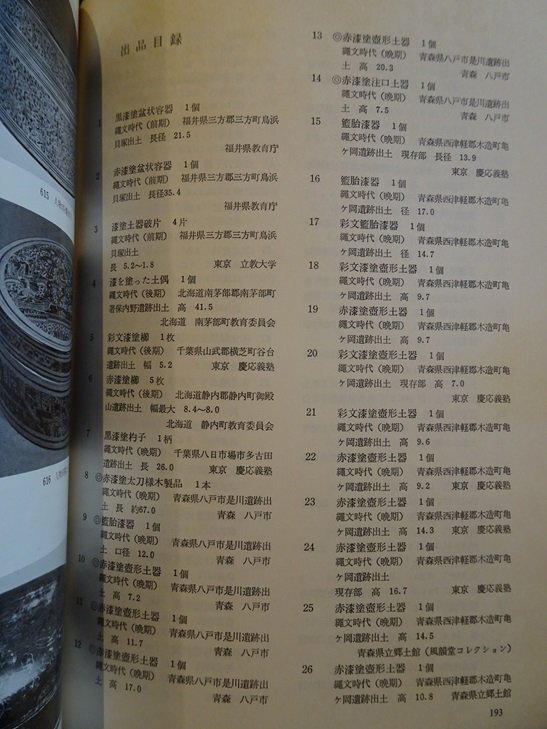 出品目録
1 黒漆塗盆状容器 1個
縄文時代(前期) 福井県三方郡三方町鳥浜
貝塚出土 長径 21.5
福井県教育庁
2 赤漆塗盆状容器 1個
縄文時代(前期) 福井県三方郡三方町鳥浜
貝塚出土 長径35.4
福井県教育庁
3 漆塗土器破片 4片
縄文時代(前期) 福井県三方郡三方町鳥浜
貝塚出土
長 5.2~1.8 東京 立教大学
4 漆を塗った土偶 1個
縄文時代(後期) 北海道南茅部郡南茅部町
著保内野遺跡出土 高 41.5
北海道 南茅部町教育委員会
5 彩文漆塗櫛 1枚
縄文時代(後期) 千葉県山武郡横芝町谷台
遺跡出土 幅 5.2 東京 慶応義塾
6 赤漆塗櫛 5枚
縄文時代(後期) 北海道静内郡静内町御殿
山遺跡出土 幅最大 8.4~8.0
北海道 静内町教育委員会
7 黒漆塗杓子 1柄
縄文時代(晩期) 千葉県八日市場市多古田
遺跡出土 長 26.0 東京 慶応義塾
8 ◎赤漆塗太刀様木製品 1本
縄文時代(晩期) 青森県八戸市是川遺跡出
土 長 約67.0 青森 八戸市
9 ◎籃胎漆器 1個
縄文時代(晩期) 青森県八戸市是川遺跡出
土 口径 12.0 青森 八戸市
10 ◎赤漆塗壺形土器 1個
縄文時代(晩期) 青森県八戸市是川遺跡出
土 高 7.2 青森 八戸市
11 ◎赤漆塗壺形土器 1個
縄文時代(晩期) 青森県八戸市是川遺跡出
土 高 11.7 青森 八戸市
12 ◎赤漆塗壺形土器 1個
縄文時代(晩期) 青森県八戸市是川遺跡出
土 高 17.0 青森 八戸市
13 ◎赤漆塗壺形土器 1個
縄文時代(晩期) 青森県八戸市是川遺跡出
土 高 20.3 青森 八戸市
14 ◎赤漆塗注口土器 1個
縄文時代(晩期) 青森県八戸市是川遺跡出
土 高 7.5 青森 八戸市
15 籃胎漆器 1個
縄文時代(晩期) 青森県西津軽郡木造町亀
ケ岡遺跡出土 現存部 長径 13.9
東京 慶応義塾
16 籃胎漆器 1個
縄文時代(晩期) 青森県西津軽郡木造町亀
ケ岡遺跡出土 径 17.0
17 彩文籃胎漆器 1個
縄文時代(晩期) 青森県西津軽郡木造町亀
ケ岡遺跡出土 径 14.7
18 彩文漆塗壺形土器 1個
縄文時代(晩期) 青森県西津軽郡木造町亀
ケ岡遺跡出土 高 9.7
19 赤漆塗壺形土器 1個
縄文時代(晩期) 青森県西津軽郡木造町亀
ケ岡遺跡出土 高 9.7
20 彩文漆塗壺形土器 1個
縄文時代(晩期) 青森県西津軽郡木造町亀
ケ岡遺跡出土 現存部 高 7.0
東京 慶応義塾
21 彩文漆塗壺形土器 1個
縄文時代(晩期) 青森県西津軽郡木造町亀
ケ岡遺跡出土 高 9.6
22 赤漆塗壺形土器 1個
縄文時代(晩期) 青森県西津軽郡木造町亀
ケ岡遺跡出土 高 9.2 東京 慶応義塾
23 赤漆塗壺形土器 1個
縄文時代(晩期) 青森県西津軽郡木造町亀
ケ岡遺跡出土 高 14.3 東京 慶応義塾
24 赤漆塗壺形土器 1個
縄文時代(晩期) 青森県西津軽郡木造町亀
ケ岡遺跡出土
現存部 高 16.7 東京 慶応義塾
25 赤漆塗壺形土器 1個
縄文時代(晩期) 青森県西津軽郡木造町亀
ケ岡遺跡出土 高 14.5
青森県立郷土館(風韻堂コレクション)
26 赤漆塗壺形土器 1個
縄文時代(晩期) 青森県西津軽郡木造町亀
ケ岡遺跡出土 高 10.8 青森県立郷土館
193
615
616